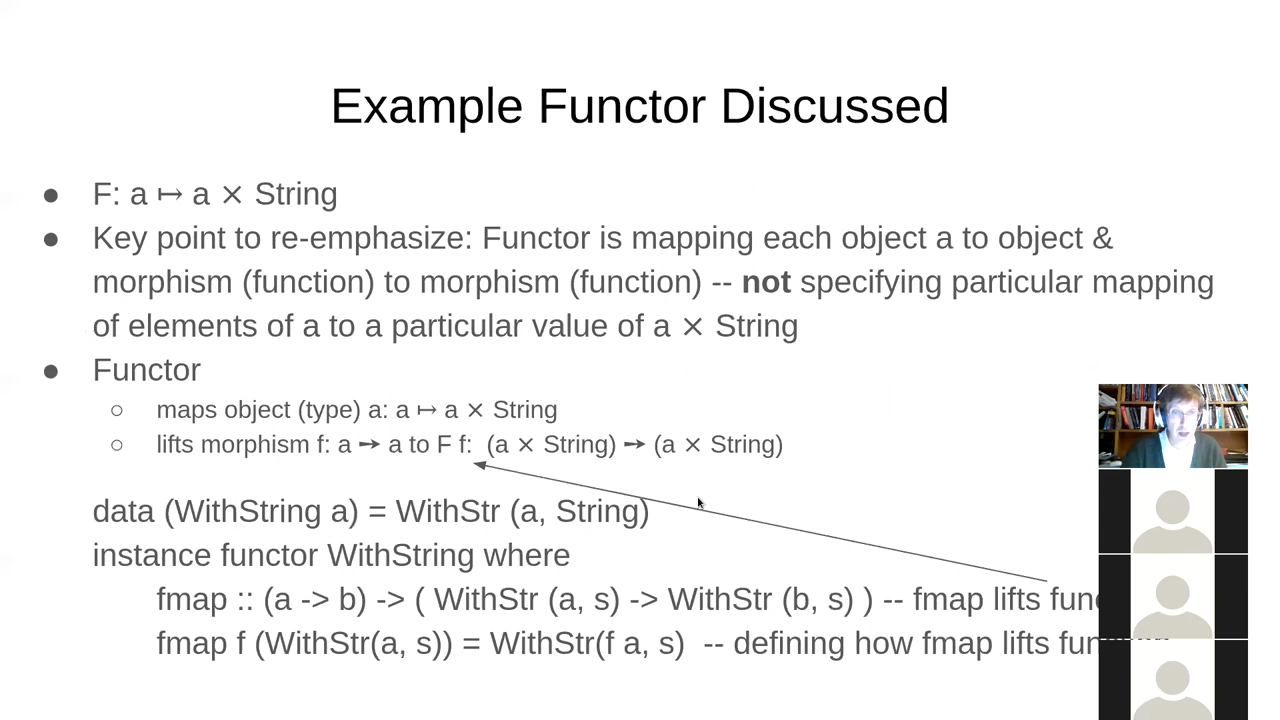 Example Functor Discussed
● F: a ↦ a × String
● Key point to re-emphasize: Functor is mapping each object a to object &
morphism (function) to morphism (function) -- not specifying particular mapping
of elements of a to a particular value of a × String
● Functor
○ maps object (type) a: a ↦ a × String
○ lifts morphism f: a ➙ a to F f: (a × String) ➙ (a × String)
data (WithString a) = WithStr (a, String)
instance functor WithString where
fmap :: (a -> b) -> ( WithStr (a, s) -> WithStr (b, s) ) -- fmap lifts
fmap f (WithStr(a, s)) = WithStr(f a, s) -- defining how fmap lifts